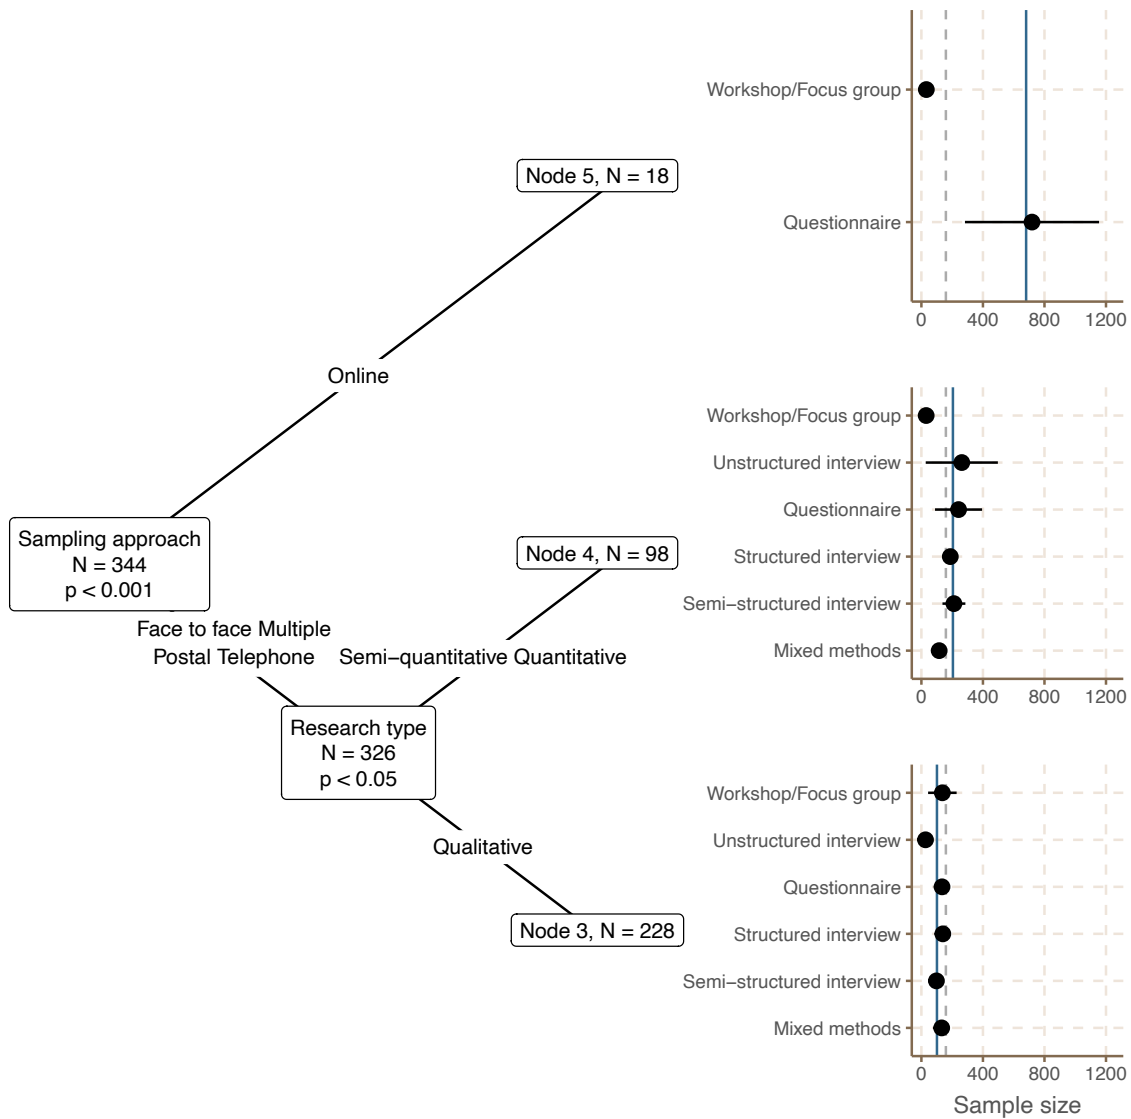 Workshop/Focus group
Node 5, N = 18
Questionnaire
0 400 800 1200
Online
Workshop/Focus group
Unstructured interview
Questionnaire
Sampling approach
N = 344
p < 0.001
Node 4, N = 98
Structured interview
Semi−structured interview
Face to face Multiple
Postal Telephone
Semi−quantitative Quantitative
Mixed methods
0 400 800 1200
Research type
N = 326
p < 0.05
Workshop/Focus group
Unstructured interview
Qualitative
Questionnaire
Node 3, N = 228
Structured interview
Semi−structured interview
Mixed methods
0 400 800 1200
Sample size